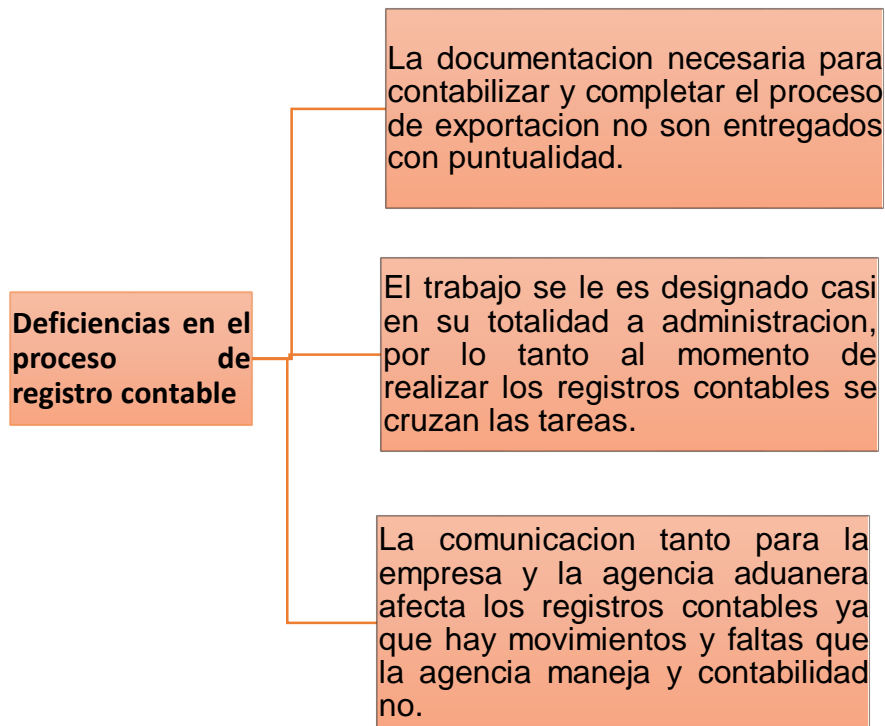 La documentacion necesaria para
contabilizar y completar el proceso
de exportacion no son entregados
con puntualidad.
Deficiencias en el
proceso de
registro contable
El trabajo se le es designado casi
en su totalidad a administracion,
por lo tanto al momento de
realizar los registros contables se
cruzan las tareas.
La comunicacion tanto para la
empresa y la agencia aduanera
afecta los registros contables ya
que hay movimientos y faltas que
la agencia maneja y contabilidad
no.